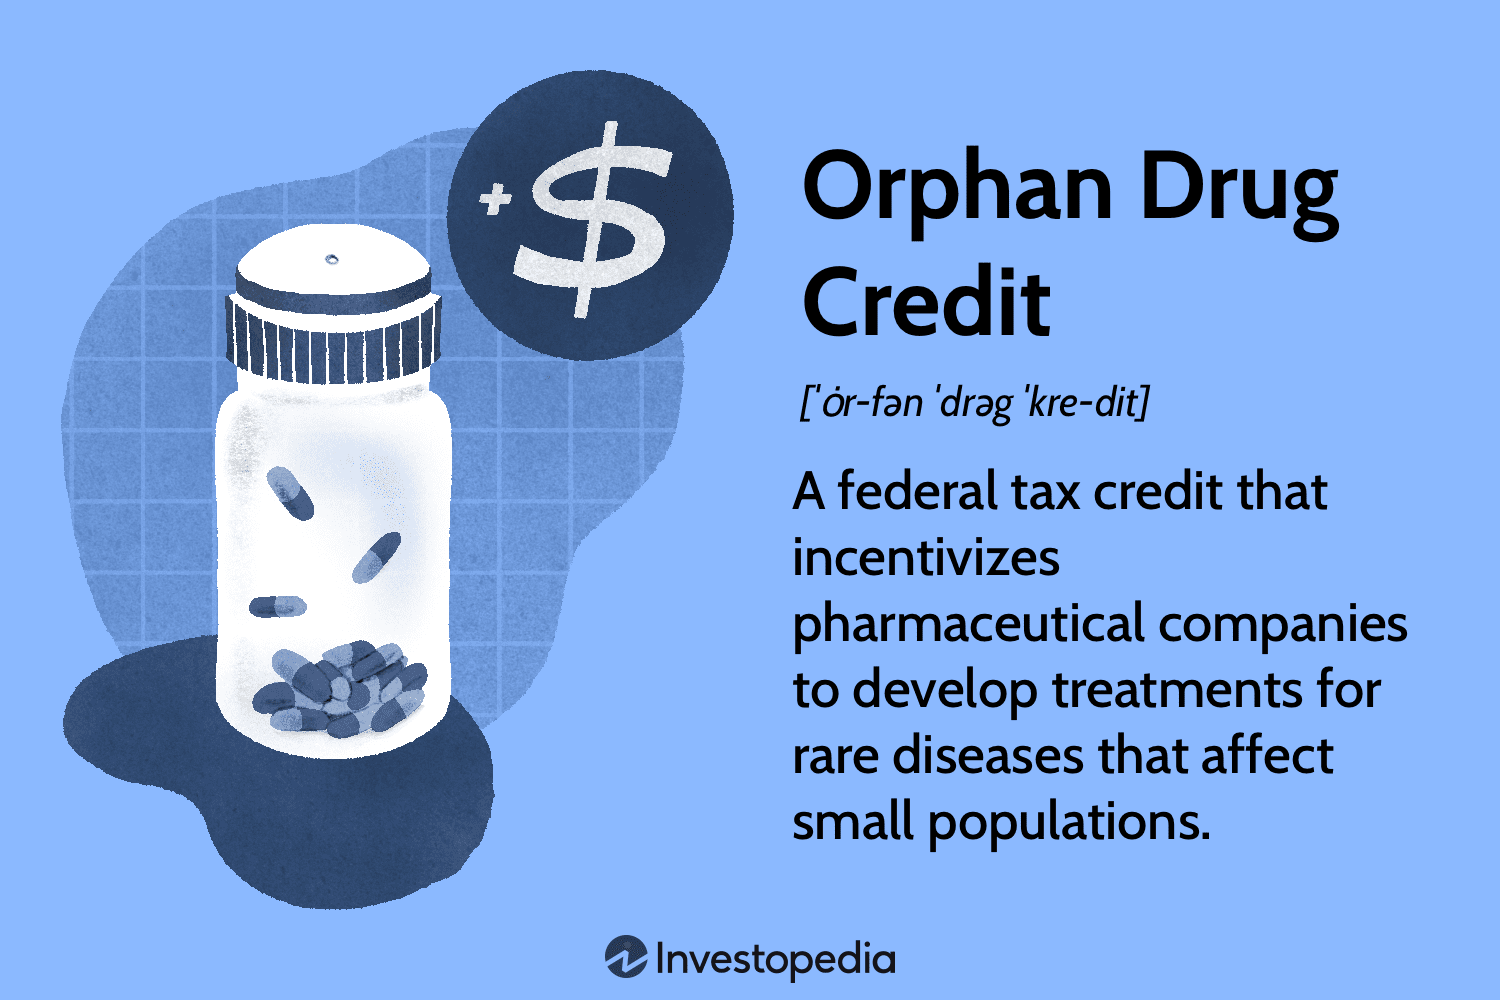 +$
Orphan Drug
Credit
[ˈȯr-fən ˈdrəg ˈkre-dit]
A federal tax credit that
incentivizes
pharmaceutical companies
to develop treatments for
rare diseases that affect
small populations.
Investopedia